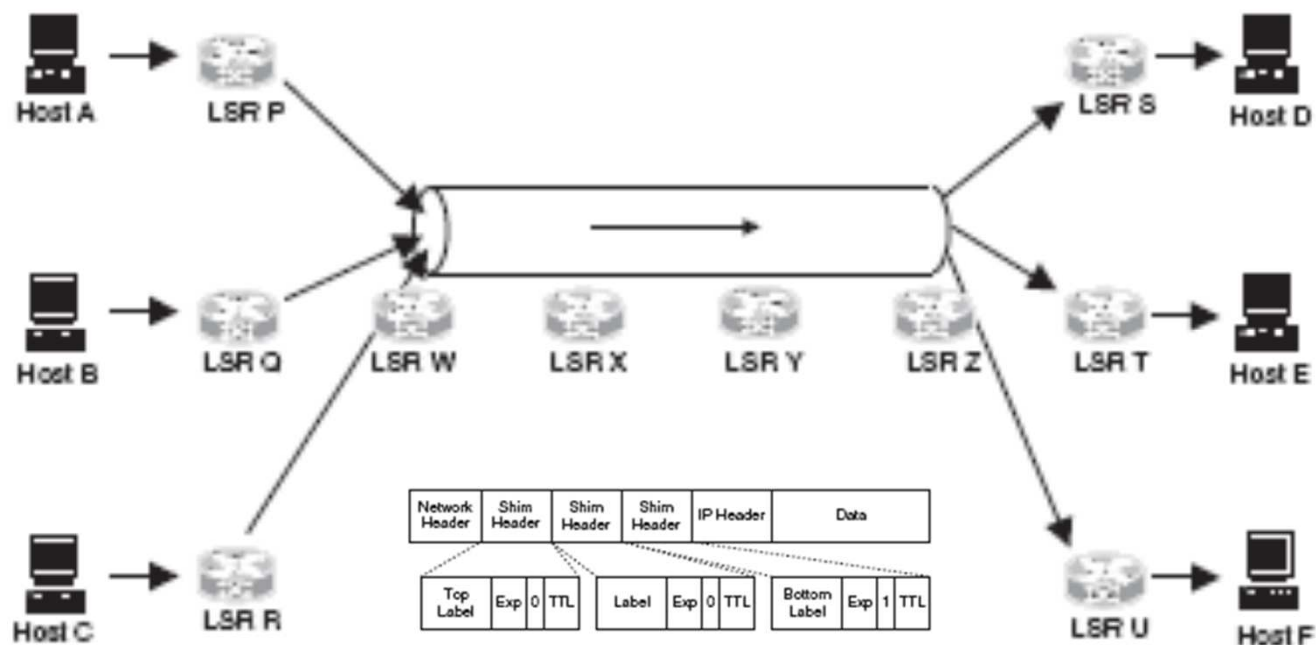 Host A
LSR P
LSR S
Host D
Host B
LSR Q
LSR W
LSR X
LSR Y
LSR Z
LSR T
Host E
Network Header
Shim Header
Shim Header
Shim Header
IP Header
Data
Top Label
Exp
0
TTL
Label
Exp
0
TTL
Bottom Label
Exp
1
TTL
Host C
LSR R
LSR U
Host F